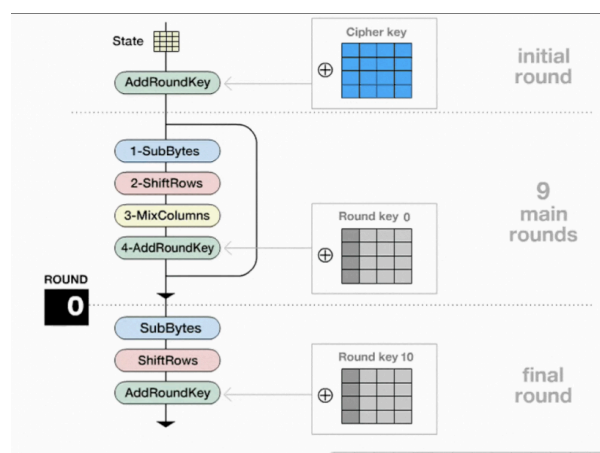 State
Cipher key
⊕
AddRoundKey
initial
round
1-SubBytes
2-ShiftRows
3-MixColumns
4-AddRoundKey
Round key 0
⊕
9
main
rounds
ROUND
0
SubBytes
ShiftRows
AddRoundKey
Round key 10
⊕
final
round